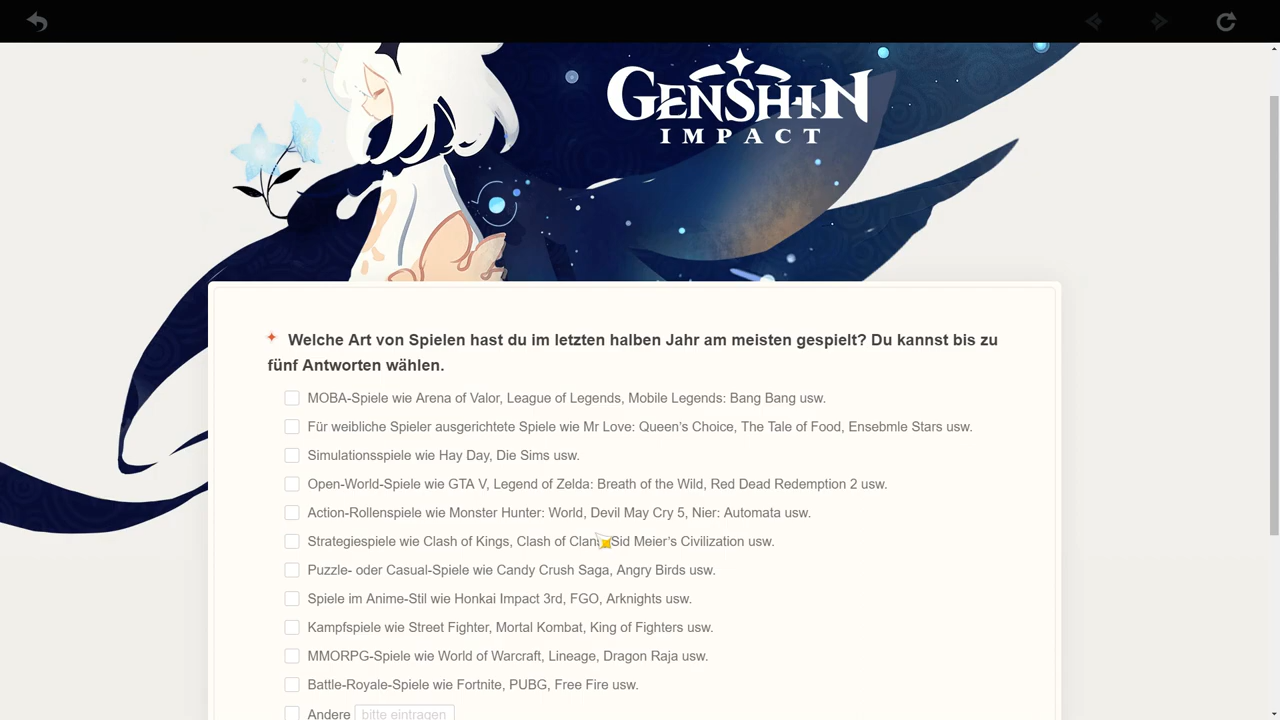 GENSHIN
IMPACT
Welche Art von Spielen hast du im letzten halben Jahr am meisten gespielt? Du kannst bis zu
fünf Antworten wählen.
MOBA-Spiele wie Arena of Valor, League of Legends, Mobile Legends: Bang Bang usw.
Für weibliche Spieler ausgerichtete Spiele wie Mr Love: Queen's Choice, The Tale of Food, Ensebmle Stars usw.
Simulationsspiele wie Hay Day, Die Sims usw.
Open-World-Spiele wie GTA V, Legend of Zelda: Breath of the Wild, Red Dead Redemption 2 usw.
Action-Rollenspiele wie Monster Hunter: World, Devil May Cry 5, Nier: Automata usw.
Strategiespiele wie Clash of Kings, Clash of Clans, Sid Meier's Civilization usw.
Puzzle- oder Casual-Spiele wie Candy Crush Saga, Angry Birds usw.
Spiele im Anime-Stil wie Honkai Impact 3rd, FGO, Arknights usw.
Kampfspiele wie Street Fighter, Mortal Kombat, King of Fighters usw.
MMORPG-Spiele wie World of Warcraft, Lineage, Dragon Raja usw.
Battle-Royale-Spiele wie Fortnite, PUBG, Free Fire usw.
Andere bitte eintragen